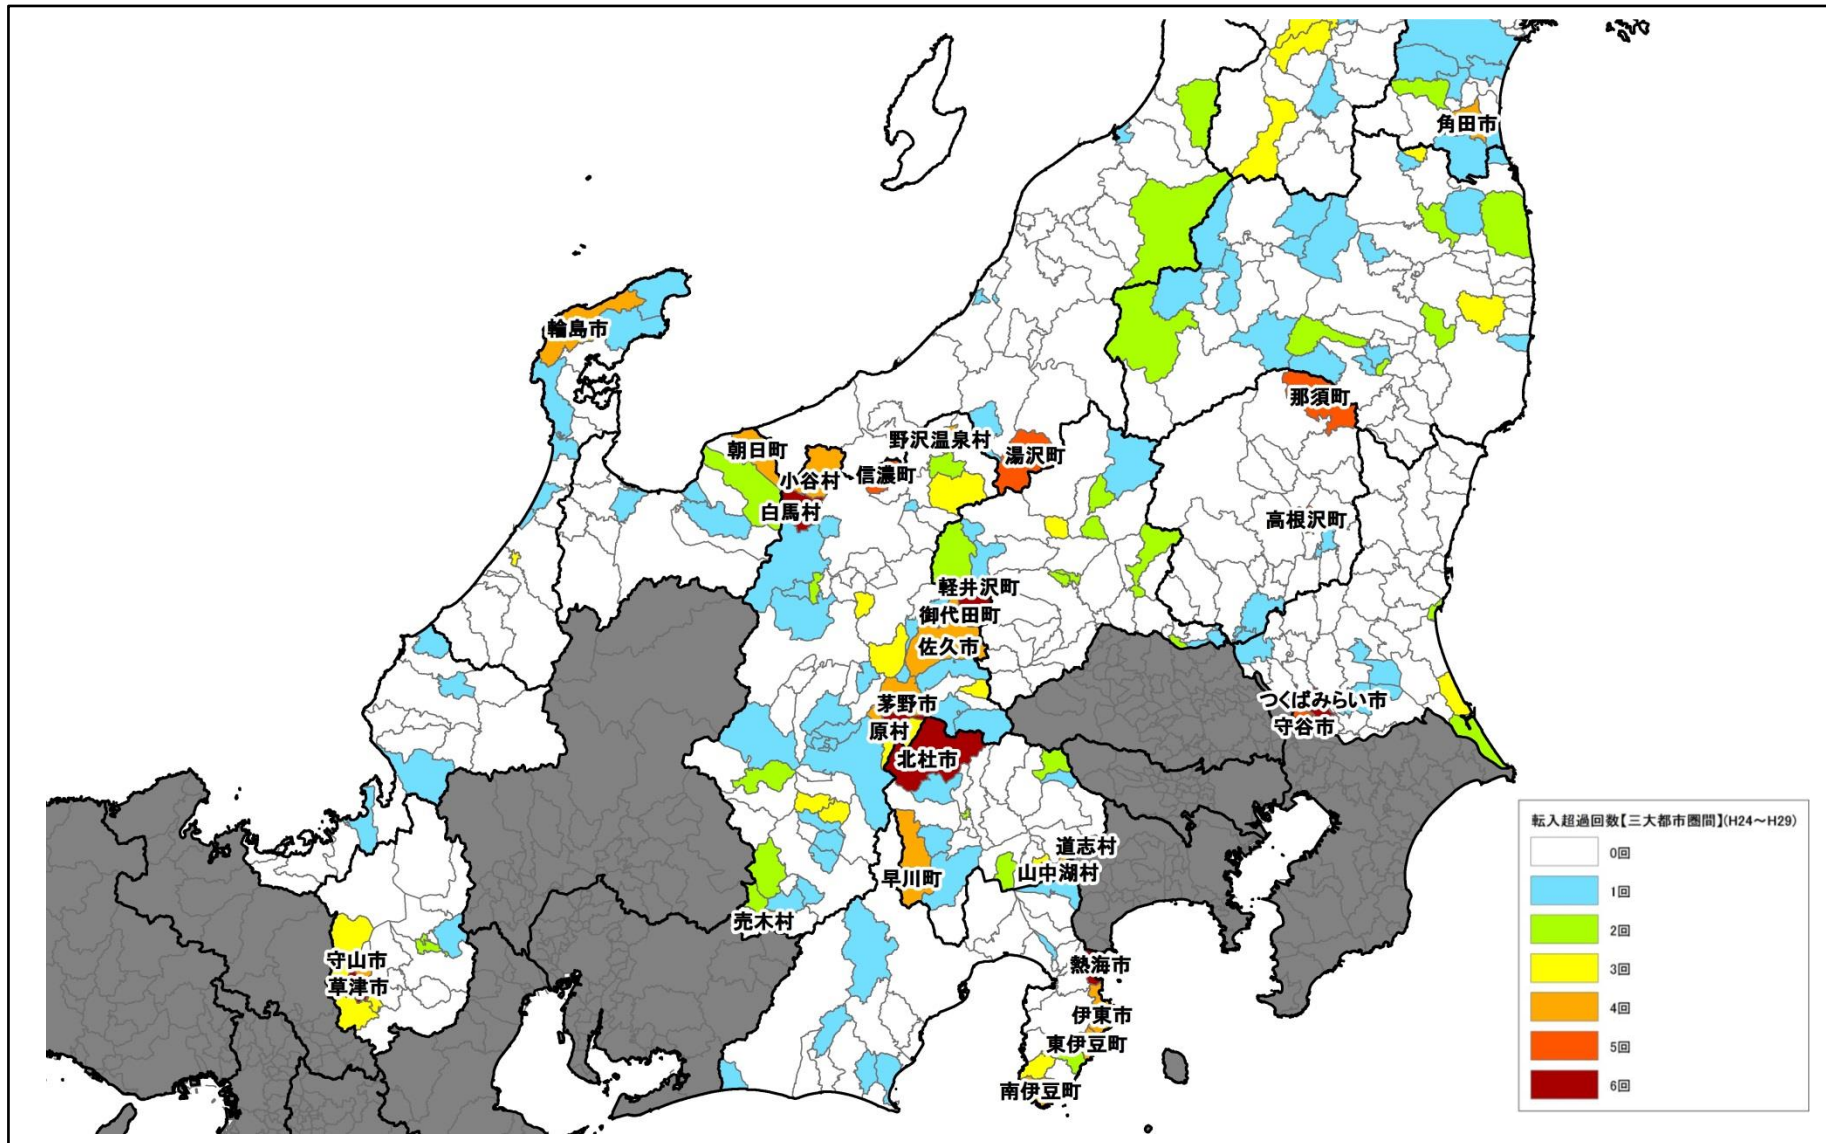 角田市
輪島市
那須町
朝日町
野沢温泉村
湯沢町
小谷村
信濃町
白馬村
高根沢町
軽井沢町
御代田町
佐久市
茅野市
つくばみらい市
原村
守谷市
北杜市
道志村
山中湖村
早川町
売木村
守山市
草津市
熱海市
伊東市
東伊豆町
南伊豆町
転入超過回数【三大都市圏間】(H24～H29)
0回
1回
2回
3回
4回
5回
6回